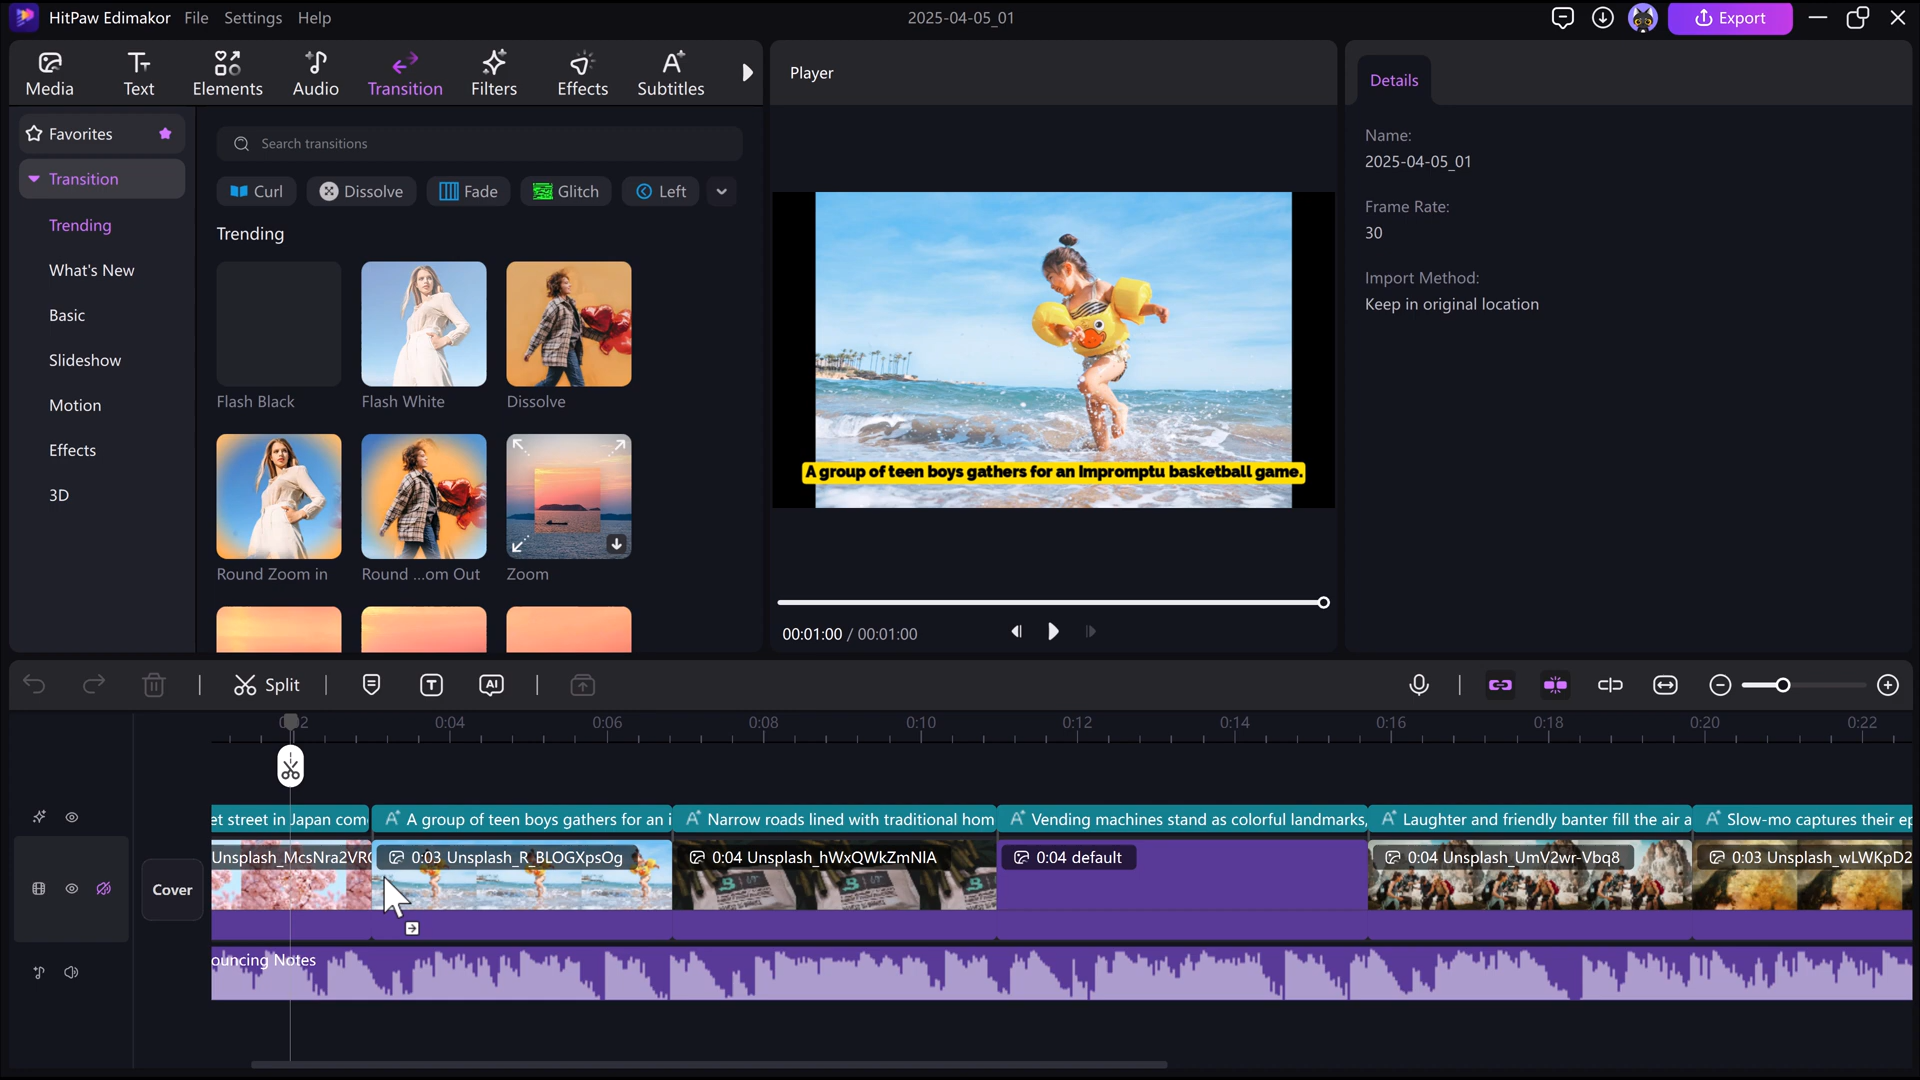 HitPaw Edimakor File Settings Help
2025-04-05_01
Export
Media Text Elements Audio Transition Filters Effects Subtitles
Player
Details
Favorites
Search transitions
Transition
Curl Dissolve Fade Glitch Left
Trending
What's New
Basic
Slideshow
Motion
Effects
3D
Trending
Flash Black Flash White Dissolve
Round Zoom in Round ...om Out Zoom
A group of teen boys gathers for an Impromptu basketball game.
00:01:00 / 00:01:00
Name:
2025-04-05_01
Frame Rate:
30
Import Method:
Keep in original location
Split
T
AI
0:04 0:06 0:08 0:10 0:12 0:14 0:16 0:18 0:20 0:22
et street in Japan com A group of teen boys gathers for an i Narrow roads lined with traditional hom Vending machines stand as colorful landmarks, Laughter and friendly banter fill the air a Slow-mo captures their ep
Unsplash_McsNra2VR 0:03 Unsplash_R_BLOGXpsOg 0:04 Unsplash_hWxQWkZmNIA 0:04 default 0:04 Unsplash_UmV2wr-Vbq8 0:03 Unsplash_wLWKpD2
Cover
ouncing Notes